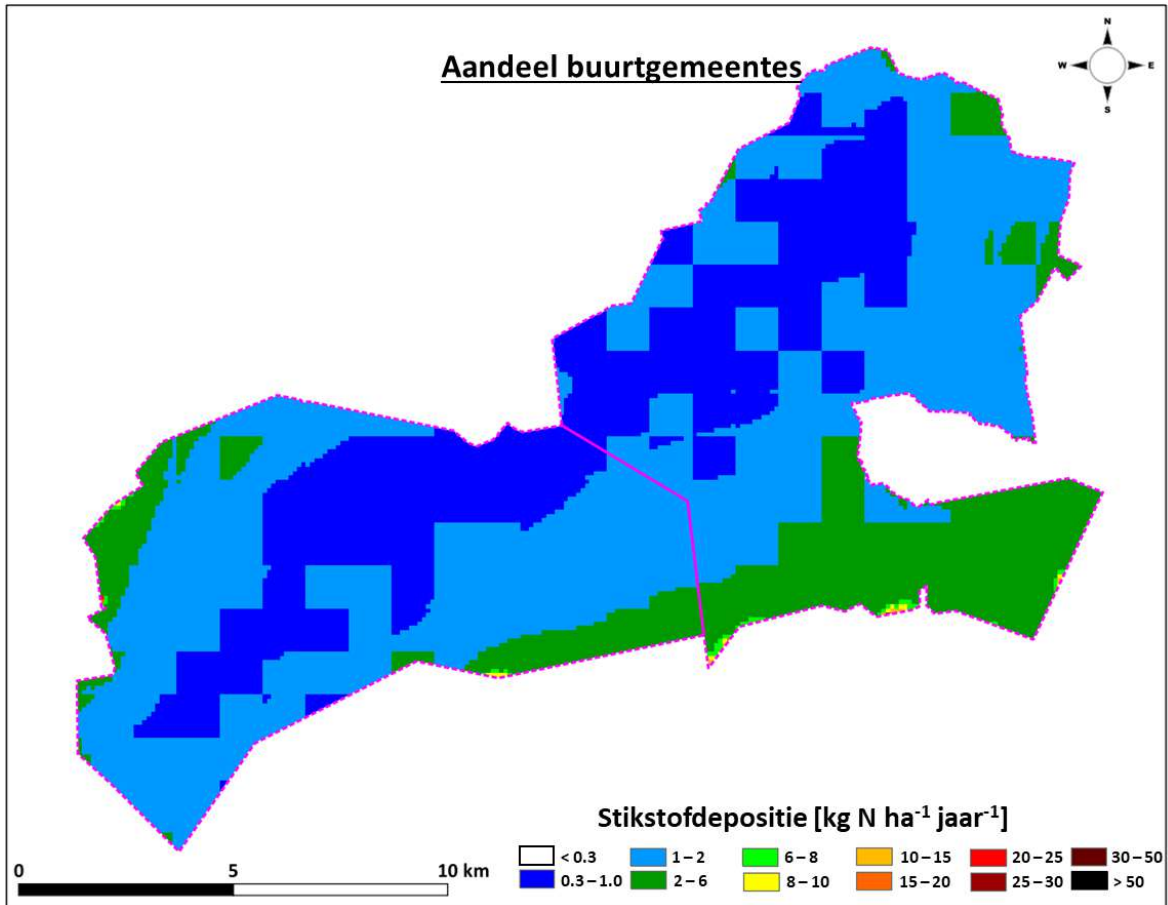 Aandeel buurtgemeentes
N
W E
S
Stikstofdepositie [kg N ha⁻¹ jaar⁻¹]
< 0.3 1 – 2 6 – 8 10 – 15 20 – 25 30 – 50
0.3 – 1.0 2 – 6 8 – 10 15 – 20 25 – 30 > 50
0 5 10 km